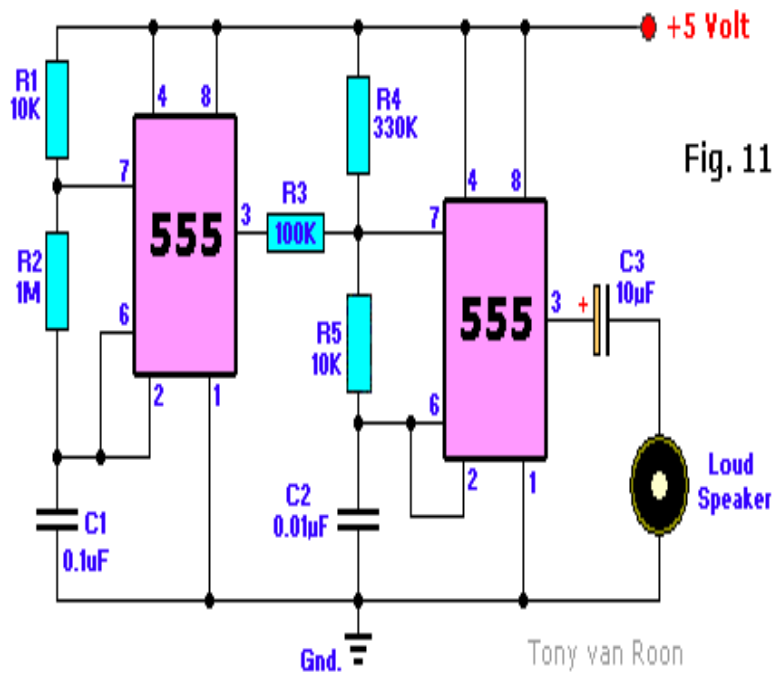 +5 Volt
R1
10K
4
8
R4
330K
Fig. 11
7
R3
100K
3
555
4
8
7
R2
1M
C3
10µF
+
3
555
6
R5
10K
6
2
1
2
1
Loud
Speaker
C1
0.1uF
C2
0.01µF
Gnd.
Tony van Roon